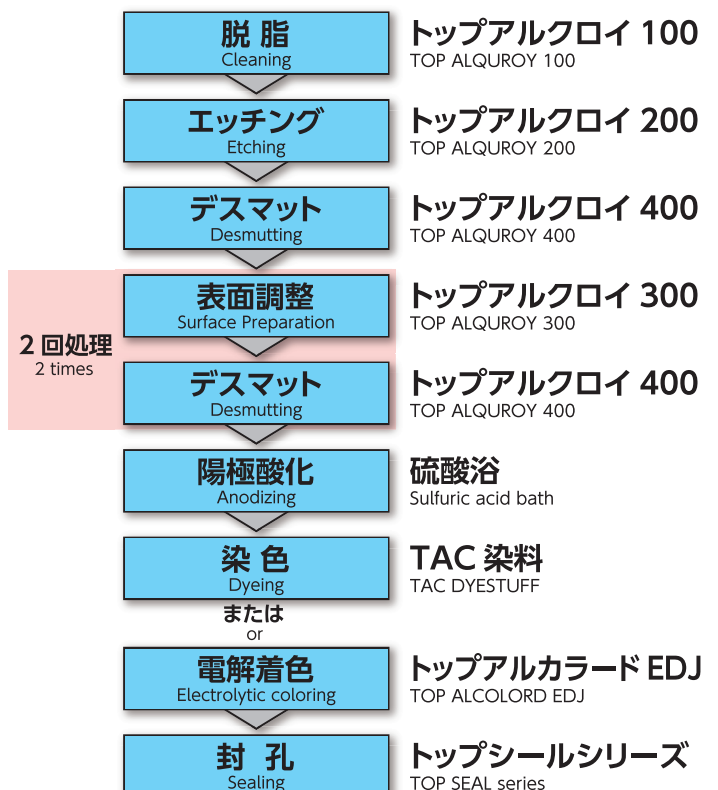 脱 脂
Cleaning
トップアルクロイ 100
TOP ALQUROY 100
エッチング
Etching
トップアルクロイ 200
TOP ALQUROY 200
デスマット
Desmutting
トップアルクロイ 400
TOP ALQUROY 400
2 回処理
2 times
表面調整
Surface Preparation
トップアルクロイ 300
TOP ALQUROY 300
デスマット
Desmutting
トップアルクロイ 400
TOP ALQUROY 400
陽極酸化
Anodizing
硫酸浴
Sulfuric acid bath
染 色
Dyeing
TAC 染料
TAC DYESTUFF
または
or
電解着色
Electrolytic coloring
トップアルカラード EDJ
TOP ALCOLORD EDJ
封 孔
Sealing
トップシールシリーズ
TOP SEAL series